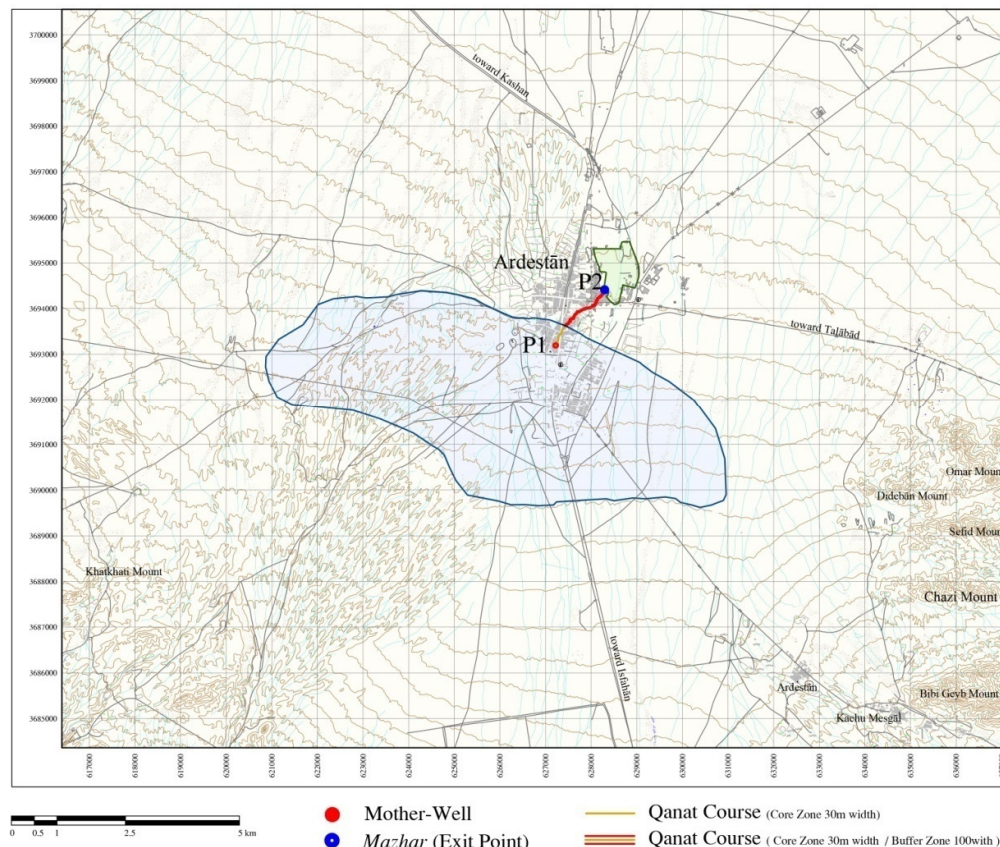 3700000
3699000
3698000
3697000
3696000
3695000
3694000
3693000
3692000
3691000
3690000
3689000
3688000
3687000
3686000
3685000
toward Kashan
Ardestān
P2
toward Talābād
P1
Omar Moun
Didebān Mount
Sefid Moun
Khatkhati Mount
Chazi Mount
toward Isfahān
Ardestān
Bibi Geyb Mount
Kachu Mesgāl
617000 618000 619000 620000 621000 622000 623000 624000 625000 626000 627000 628000 629000 630000 631000 632000 633000 634000 635000 636000
0 0.5 1 2.5 5 km
Mother-Well
Mazhar (Exit Point)
Qanat Course (Core Zone 30m width)
Qanat Course ( Core Zone 30m width / Buffer Zone 100with )